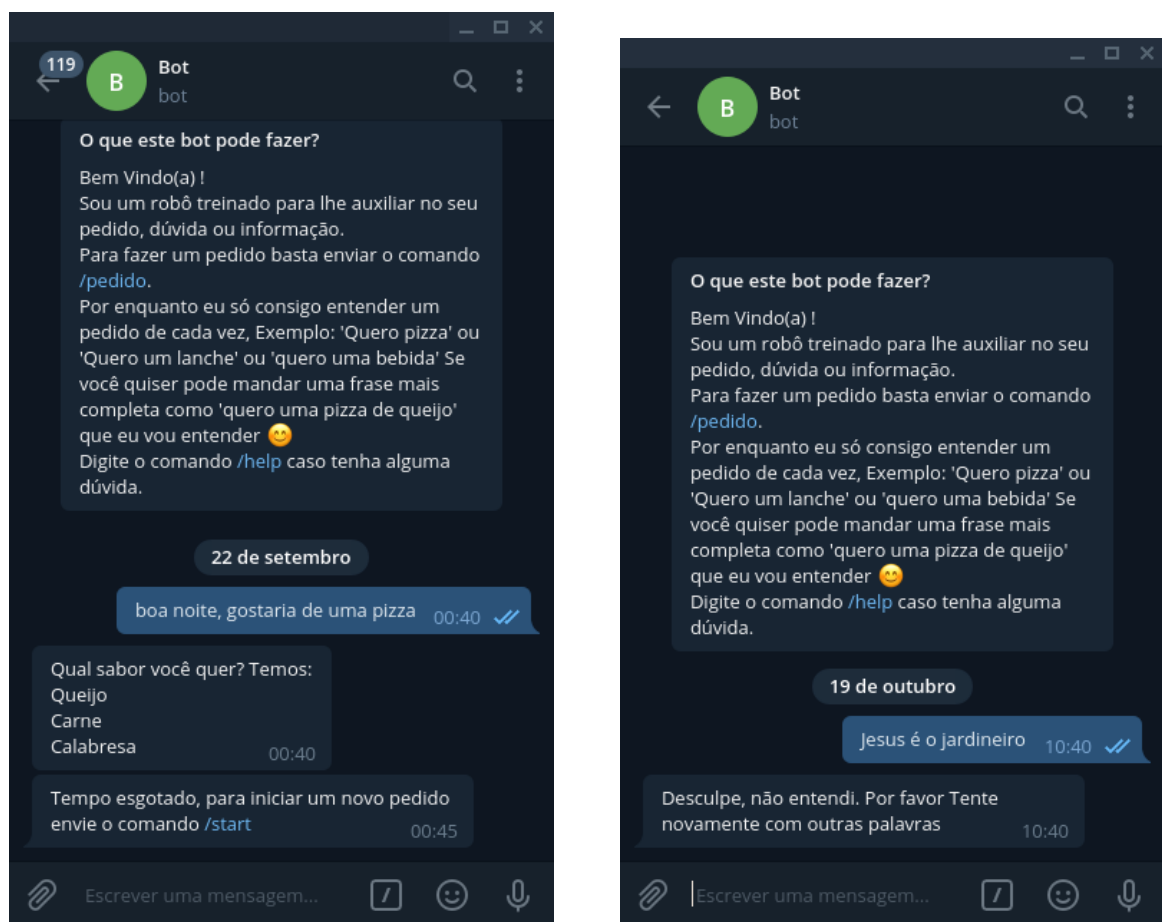 119
B
Bot
bot
O que este bot pode fazer?
Bem Vindo(a) !
Sou um robô treinado para lhe auxiliar no seu
pedido, dúvida ou informação.
Para fazer um pedido basta enviar o comando
/pedido.
Por enquanto eu só consigo entender um
pedido de cada vez, Exemplo: 'Quero pizza' ou
'Quero um lanche' ou 'quero uma bebida' Se
você quiser pode mandar uma frase mais
completa como 'quero uma pizza de queijo'
que eu vou entender 😊
Digite o comando /help caso tenha alguma
dúvida.
22 de setembro
boa noite, gostaria de uma pizza 00:40
Qual sabor você quer? Temos:
Queijo
Carne
Calabresa 00:40
Tempo esgotado, para iniciar um novo pedido
envie o comando /start 00:45
Escrever uma mensagem...
B
Bot
bot
O que este bot pode fazer?
Bem Vindo(a) !
Sou um robô treinado para lhe auxiliar no seu
pedido, dúvida ou informação.
Para fazer um pedido basta enviar o comando
/pedido.
Por enquanto eu só consigo entender um
pedido de cada vez, Exemplo: 'Quero pizza' ou
'Quero um lanche' ou 'quero uma bebida' Se
você quiser pode mandar uma frase mais
completa como 'quero uma pizza de queijo'
que eu vou entender 😊
Digite o comando /help caso tenha alguma
dúvida.
19 de outubro
Jesus é o jardineiro 10:40
Desculpe, não entendi. Por favor Tente
novamente com outras palavras 10:40
Escrever uma mensagem...